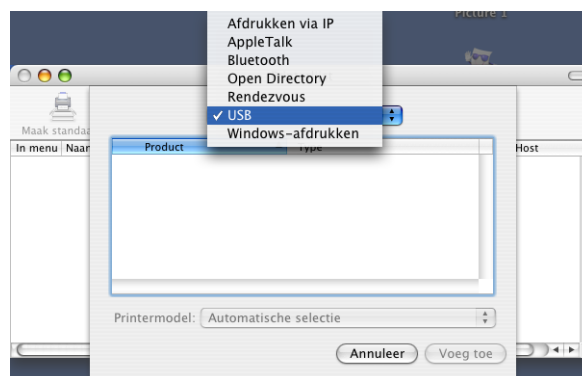 Picture 1
Afdrukken via IP
AppleTalk
Bluetooth
Open Directory
Rendezvous
✓ USB
Windows-afdrukken
Maak standaa
In menu Naar
Product Type
Host
Printermodel: Automatische selectie
Annuleer Voeg toe